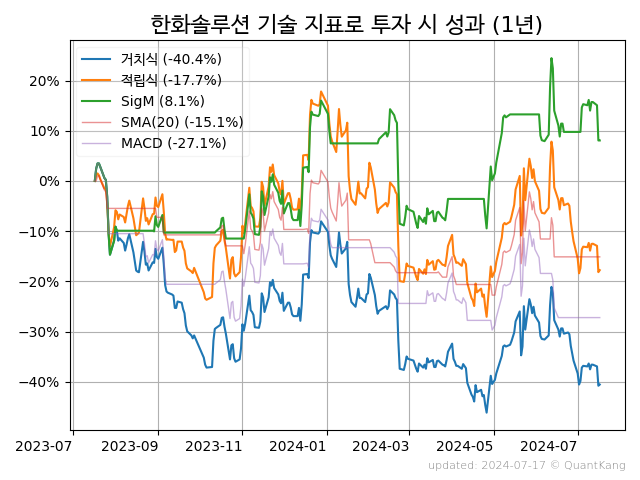 한화솔루션 기술 지표로 투자 시 성과 (1년)
거치식 (-40.4%)
적립식 (-17.7%)
SigM (8.1%)
SMA(20) (-15.1%)
MACD (-27.1%)
20%
10%
0%
−10%
−20%
−30%
−40%
2023-07 2023-09 2023-11 2024-01 2024-03 2024-05 2024-07
updated: 2024-07-17 © QuantKang